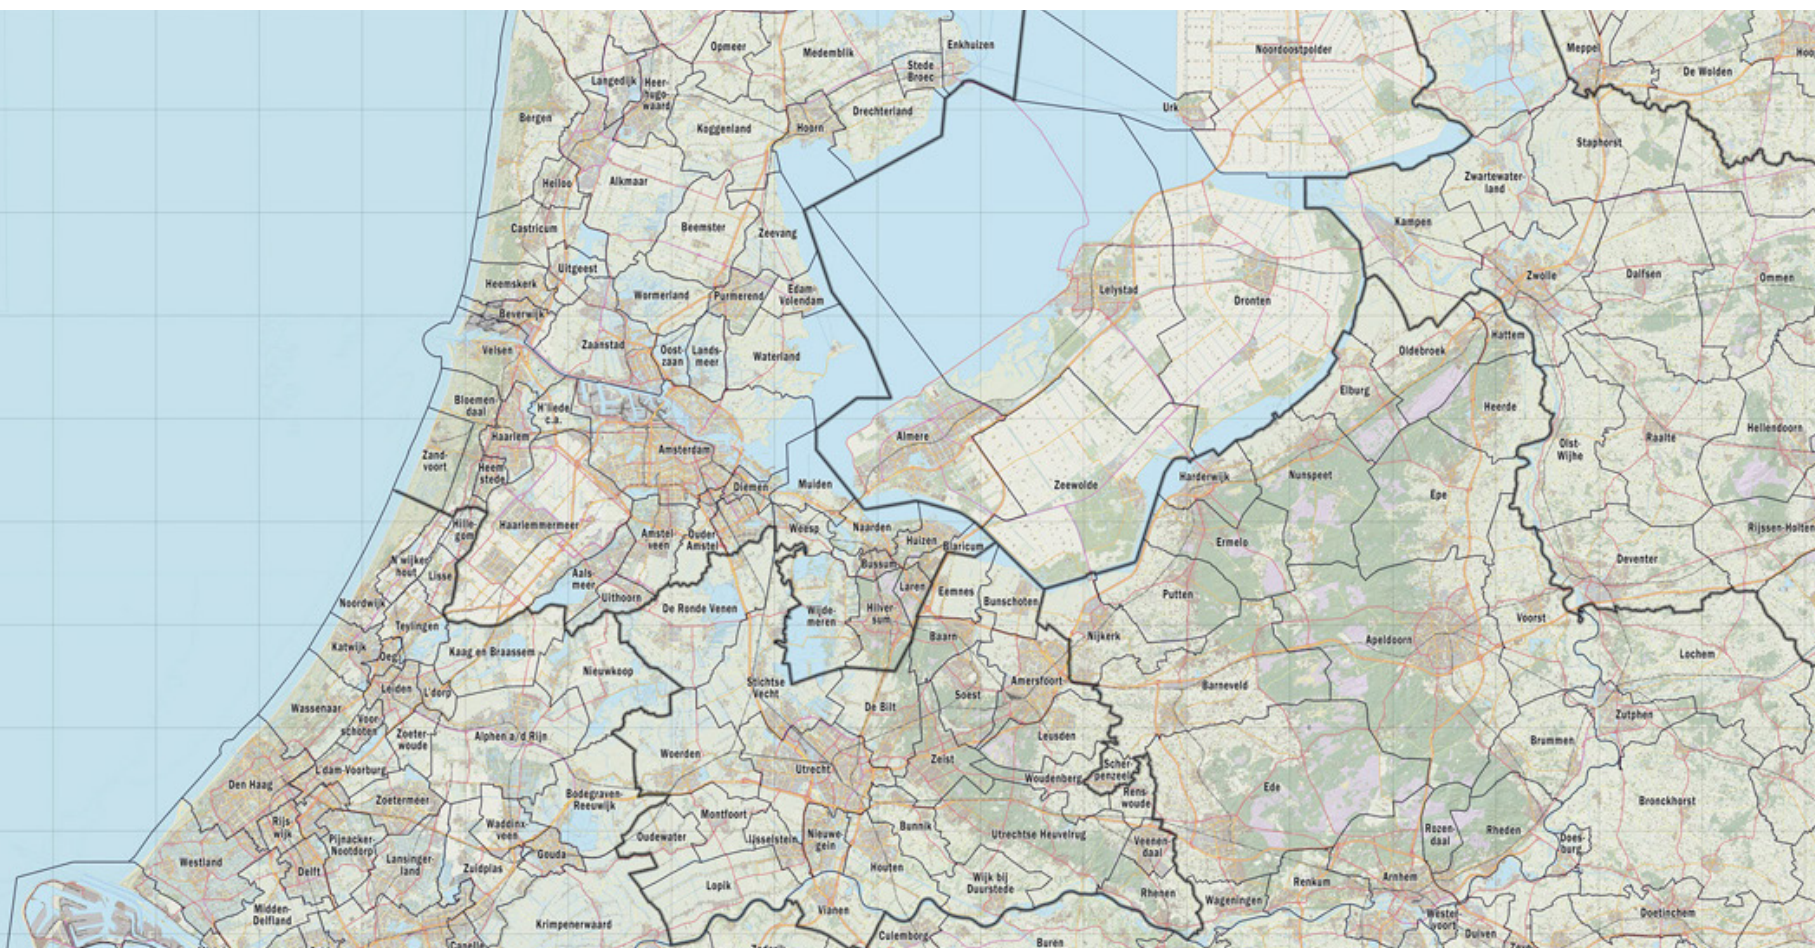 Opmeer
Medemblik
Enkhuizen
Noordoostpolder
Meppel
Hoo
Stede
Broec
De Wolden
Langedijk
Heer-
hugo-
waard
Urk
Bergen
Koggenland
Hoorn
Drechterland
Staphorst
Heiloo
Alkmaar
Zwartewater-
land
Castricum
Beemster
Zeevang
Kampen
Uitgeest
Heemskerk
Wormerland
Purmerend
Edam-
Volendam
Lelystad
Dronten
Zwolle
Dalfsen
Ommen
Beverwijk
Velsen
Zaanstad
Oost-
zaan
Lands-
meer
Waterland
Oldebroek
Hattem
Elburg
Heerde
Bloemen-
daal
H'liede
c.a.
Haarlem
Amsterdam
Almere
Olst-
Wijhe
Raalte
Hellendoorn
Zand-
voort
Heem
stede
Diemen
Muiden
Zeewolde
Harderwijk
Nunspeet
Epe
Hille-
gom
Haarlemmermeer
Amstel-
veen
Ouder-
Amstel
Weesp
Naarden
Huizen
Blaricum
Ermelo
Rijssen-Holten
Deventer
N'wijker-
hout
Lisse
Aals-
meer
Uithoorn
Bussum
Laren
Eemnes
Bunschoten
Putten
Noordwijk
Teylingen
De Ronde Venen
Wijde-
meren
Hilver
sum
Baarn
Nijkerk
Apeldoorn
Voorst
Lochem
Katwijk
Oeg
Kaag en Braassem
Nieuwkoop
Leiden
L'dorp
Stichtse
Vecht
De Bilt
Soest
Amersfoort
Barneveld
Wassenaar
Voor-
schoten
Zoeter-
woude
Alphen a/d Rijn
Leusden
Zutphen
Brummen
Den Haag
L'dam-Voorburg
Woerden
Utrecht
Zeist
Woudenberg
Scher-
penzeel
Rens-
woude
Ede
Bronckhorst
Zoetermeer
Bodegraven-
Reeuwijk
Rijs-
wijk
Pijnacker-
Nootdorp
Waddinx-
veen
Oudewater
Montfoort
IJsselstein
Nieuwe-
gein
Bunnik
Utrechtse Heuvelrug
Veenen-
daal
Rozen-
daal
Rheden
Does-
burg
Westland
Delft
Lansinger-
land
Zuidplas
Gouda
Houten
Wijk bij
Duurstede
Lopik
Rhenen
Wageningen
Renkum
Arnhem
Midden-
Delfland
Krimpenerwaard
Vianen
Culemborg
Buren
Wester-
voort
Duiven
Doetinchem